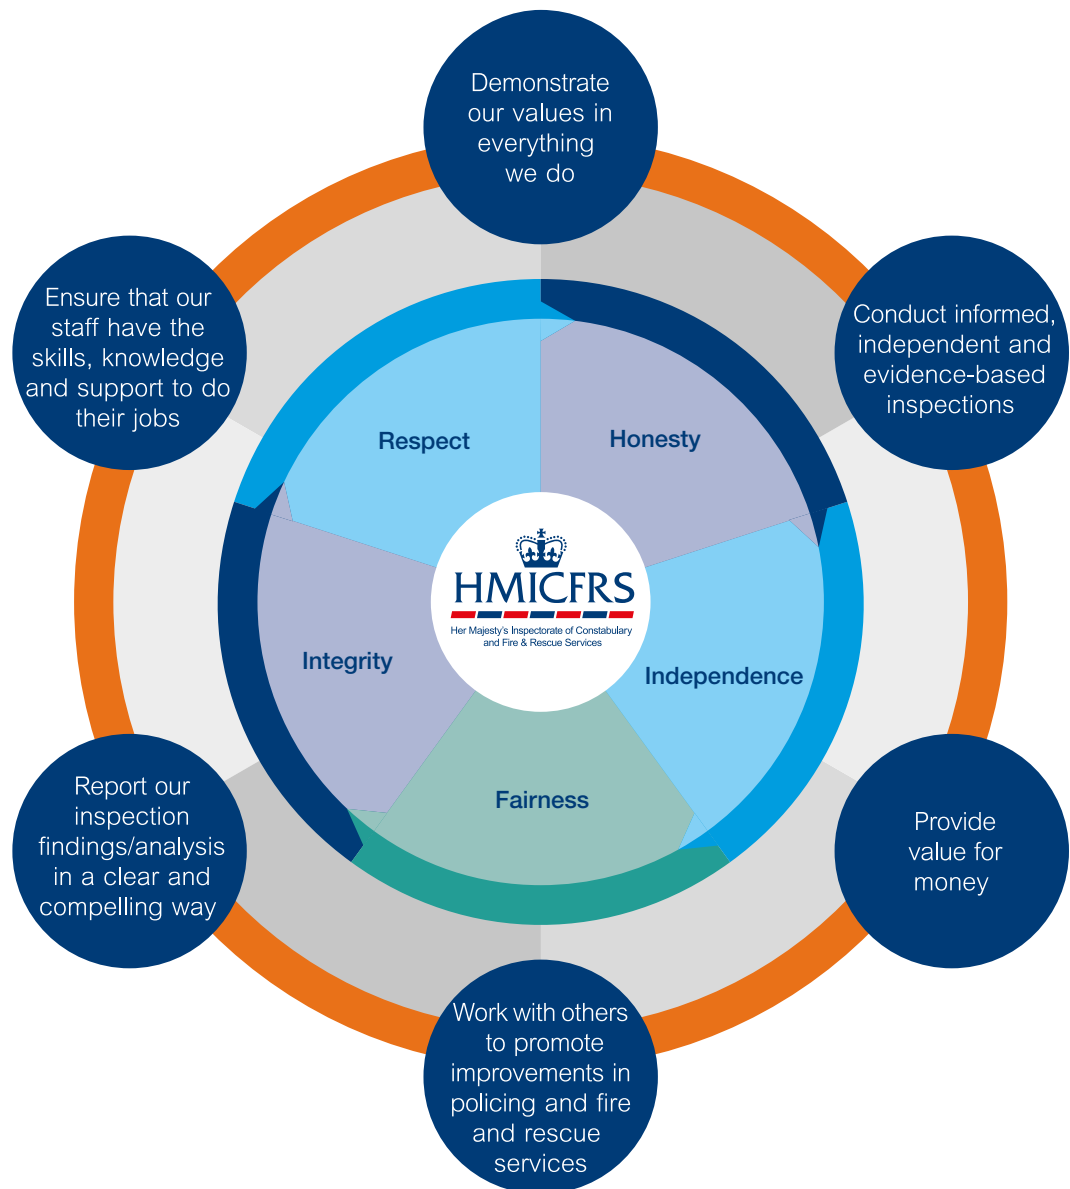 Demonstrate
our values in
everything
we do
Conduct informed,
independent and
evidence-based
inspections
Provide
value for
money
Work with others
to promote
improvements in
policing and fire
and rescue
services
Report our
inspection
findings/analysis
in a clear and
compelling way
Ensure that our
staff have the
skills, knowledge
and support to do
their jobs
Respect
Honesty
Independence
Fairness
Integrity
HMICFRS
Her Majesty's Inspectorate of Constabulary
and Fire & Rescue Services